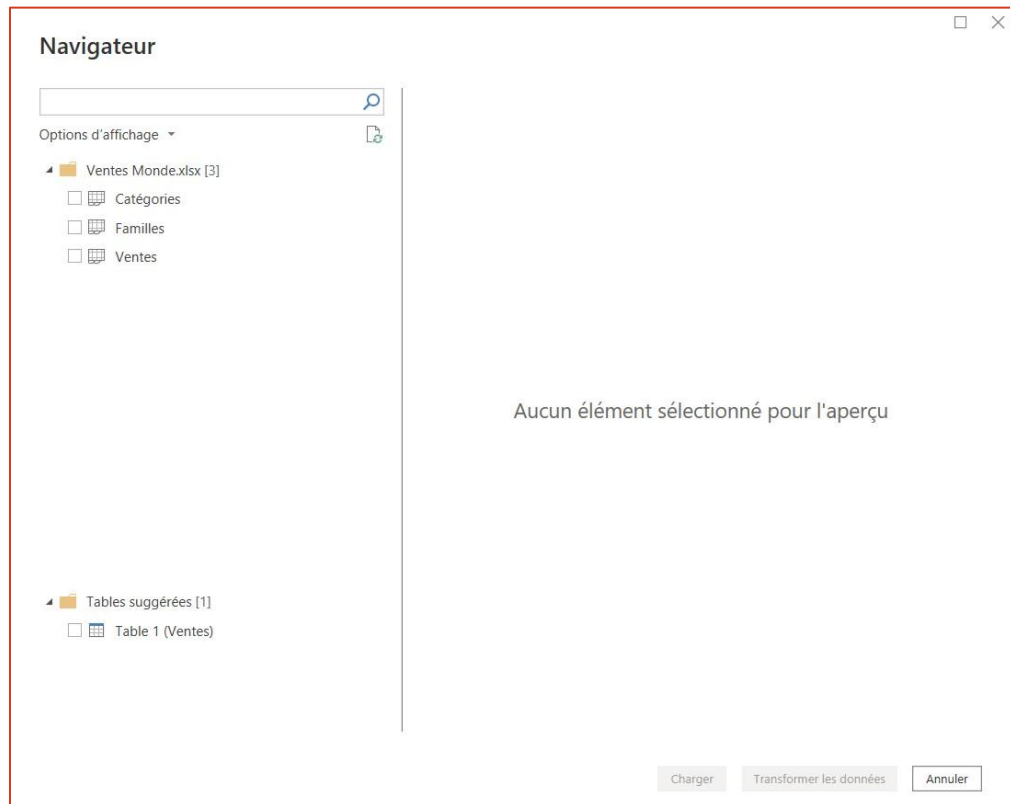 Navigateur
Options d'affichage
Ventes Monde.xlsx [3]
Catégories
Familles
Ventes
Aucun élément sélectionné pour l'aperçu
Tables suggérées [1]
Table 1 (Ventes)
Charger
Transformer les données
Annuler